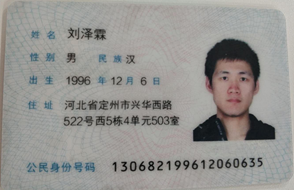 姓名 刘泽霖
性别 男 民族 汉
出生 1996 年 12 月 6 日
住址 河北省定州市兴华西路
522号西5栋4单元503室
公民身份号码 130682199612060635